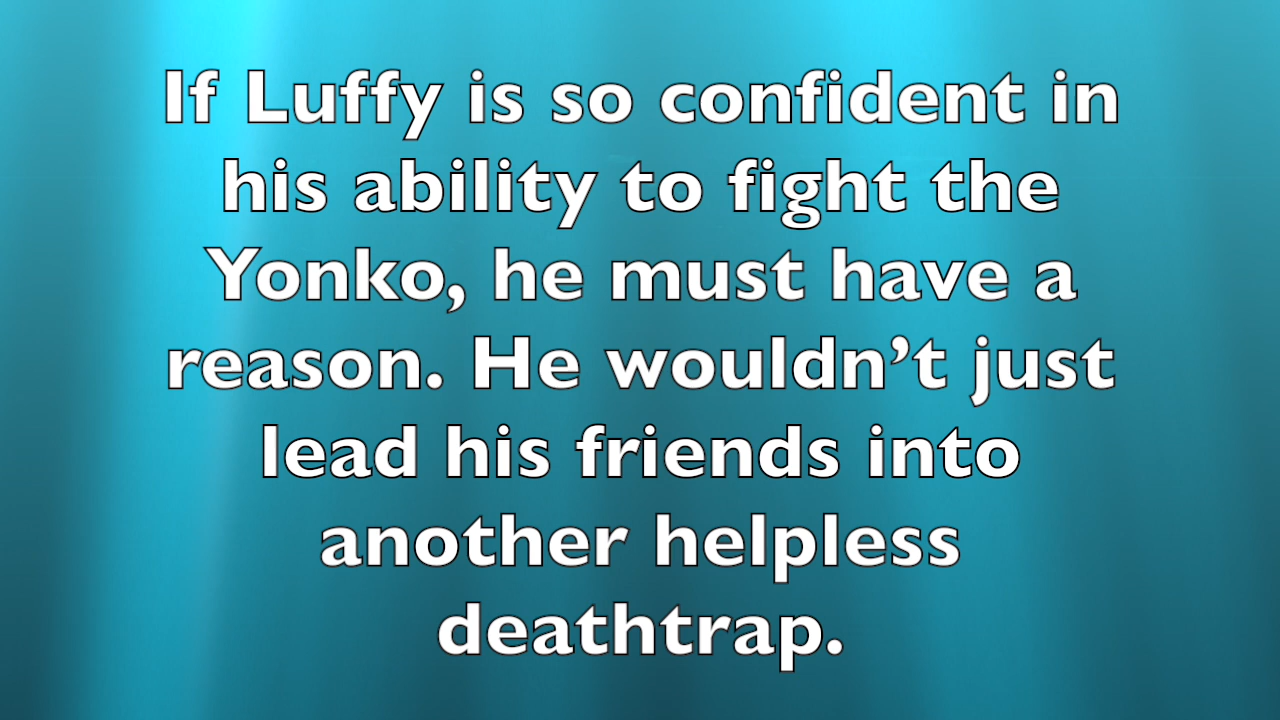 If Luffy is so confident in
his ability to fight the
Yonko, he must have a
reason. He wouldn’t just
lead his friends into
another helpless
deathtrap.